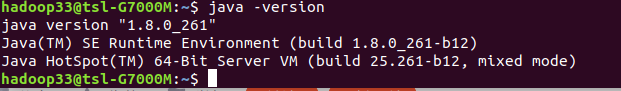 hadoop33@tsl-G7000M:~$ java -version
java version "1.8.0_261"
Java(TM) SE Runtime Environment (build 1.8.0_261-b12)
Java HotSpot(TM) 64-Bit Server VM (build 25.261-b12, mixed mode)
hadoop33@tsl-G7000M:~$